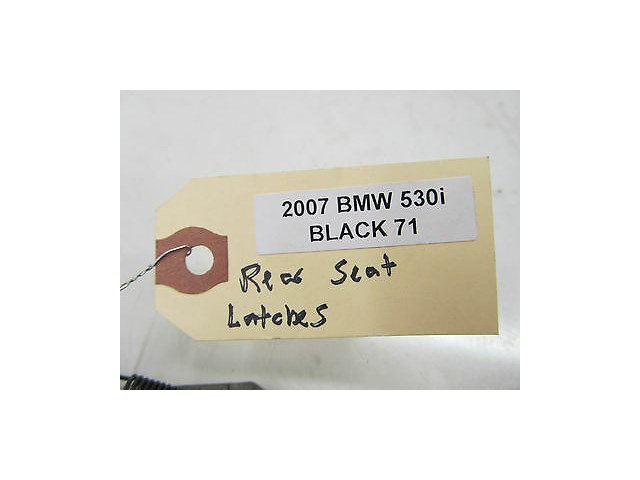 2007 BMW 530i
BLACK 71
Rear Seat
Latches